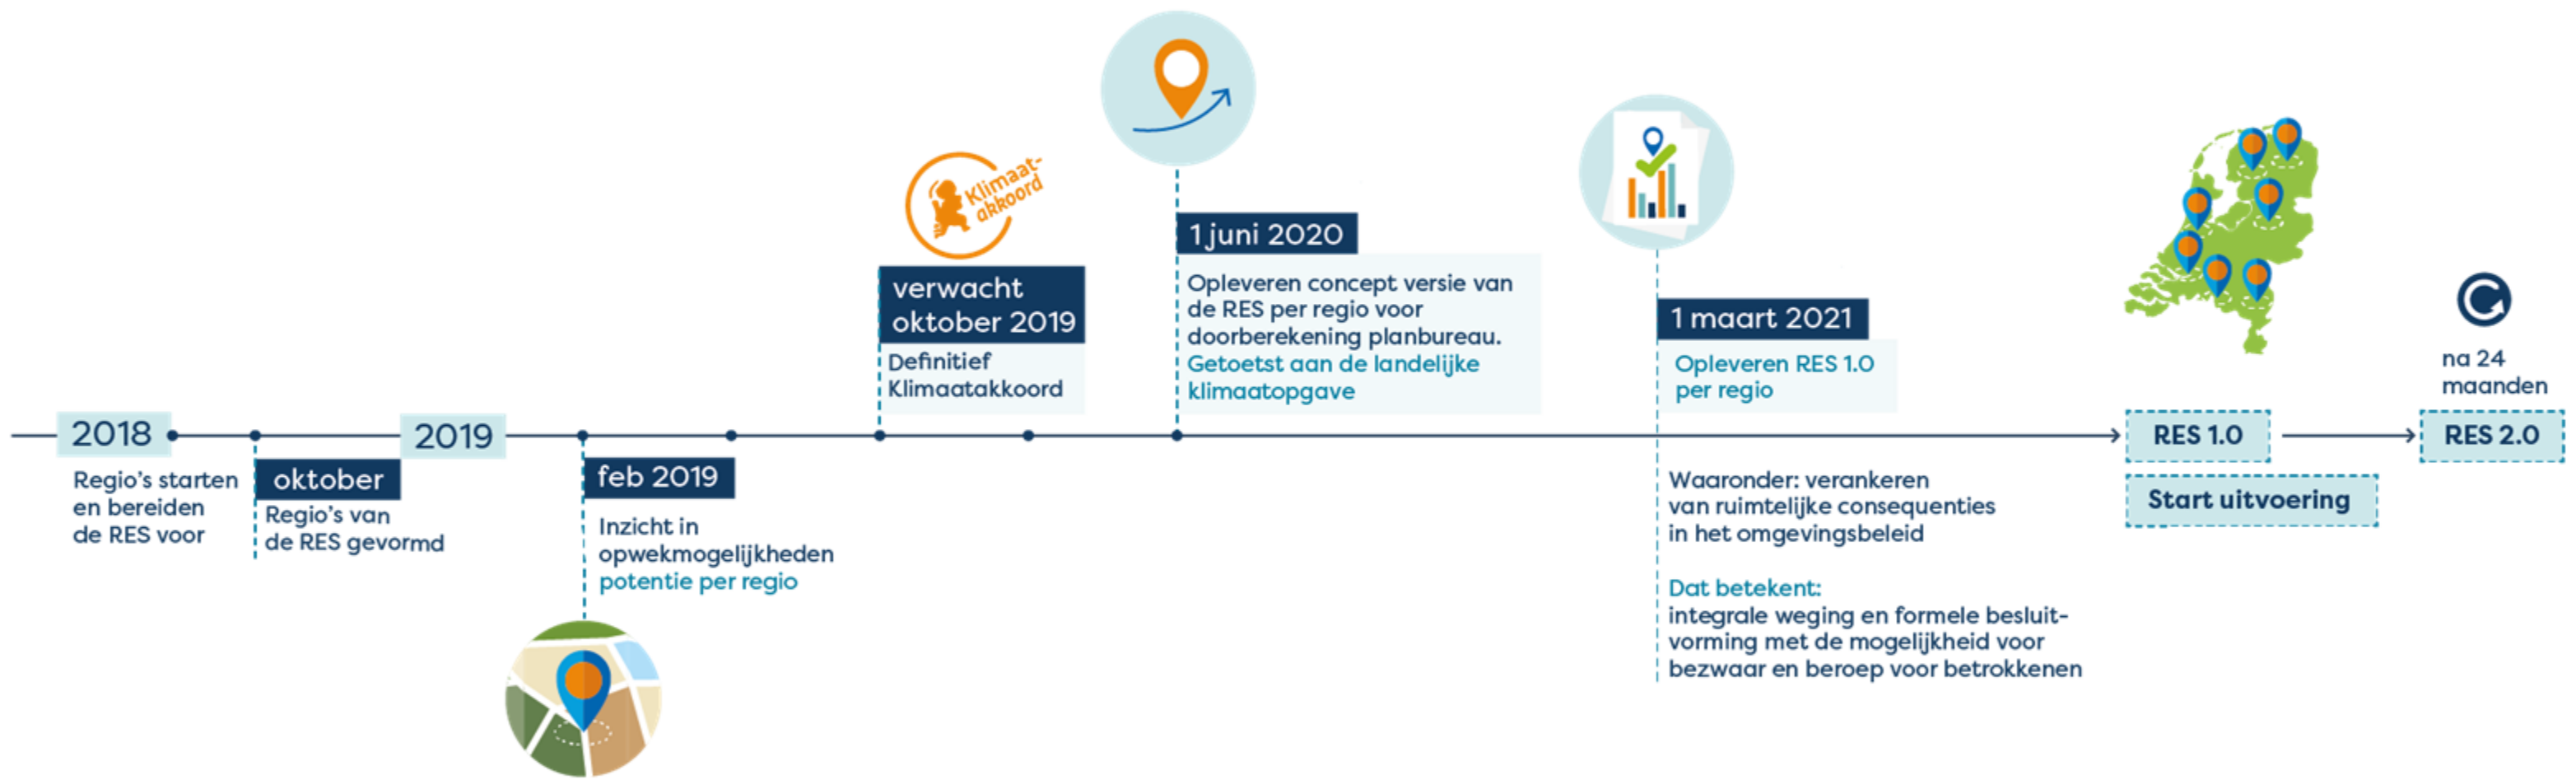 2018
Regio's starten
en bereiden
de RES voor
oktober
Regio's van
de RES gevormd
2019
feb 2019
Inzicht in
opwekmogelijkheden
potentie per regio
Klimaat-
akkoord
verwacht
oktober 2019
Definitief
Klimaatakkoord
1 juni 2020
Opleveren concept versie van
de RES per regio voor
doorberekening planbureau.
Getoetst aan de landelijke
klimaatopgave
1 maart 2021
Opleveren RES 1.0
per regio
Waaronder: verankeren
van ruimtelijke consequenties
in het omgevingsbeleid
Dat betekent:
integrale weging en formele besluit-
vorming met de mogelijkheid voor
bezwaar en beroep voor betrokkenen
RES 1.0
Start uitvoering
na 24
maanden
RES 2.0